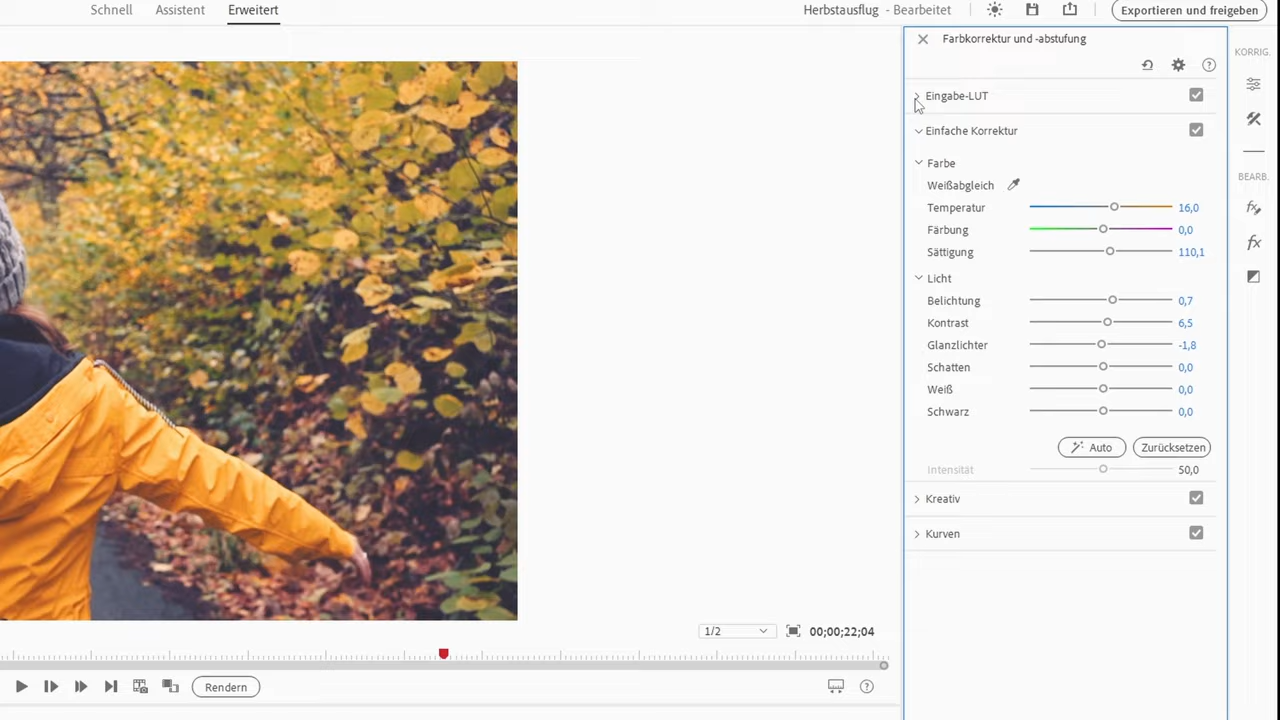 Schnell Assistent Erweitert Herbstausflug - Bearbeitet Exportieren und freigeben
Farbkorrektur und -abstufung
KORRIG.
Eingabe-LUT
Einfache Korrektur
Farbe
BEARB.
Weißabgleich
Temperatur 16,0
Färbung 0,0
Sättigung 110,1
Licht
Belichtung 0,7
Kontrast 6,5
Glanzlichter -1,8
Schatten 0,0
Weiß 0,0
Schwarz 0,0
Auto Zurücksetzen
Intensität 50,0
Kreativ
Kurven
1/2 00;00;22;04
Rendern